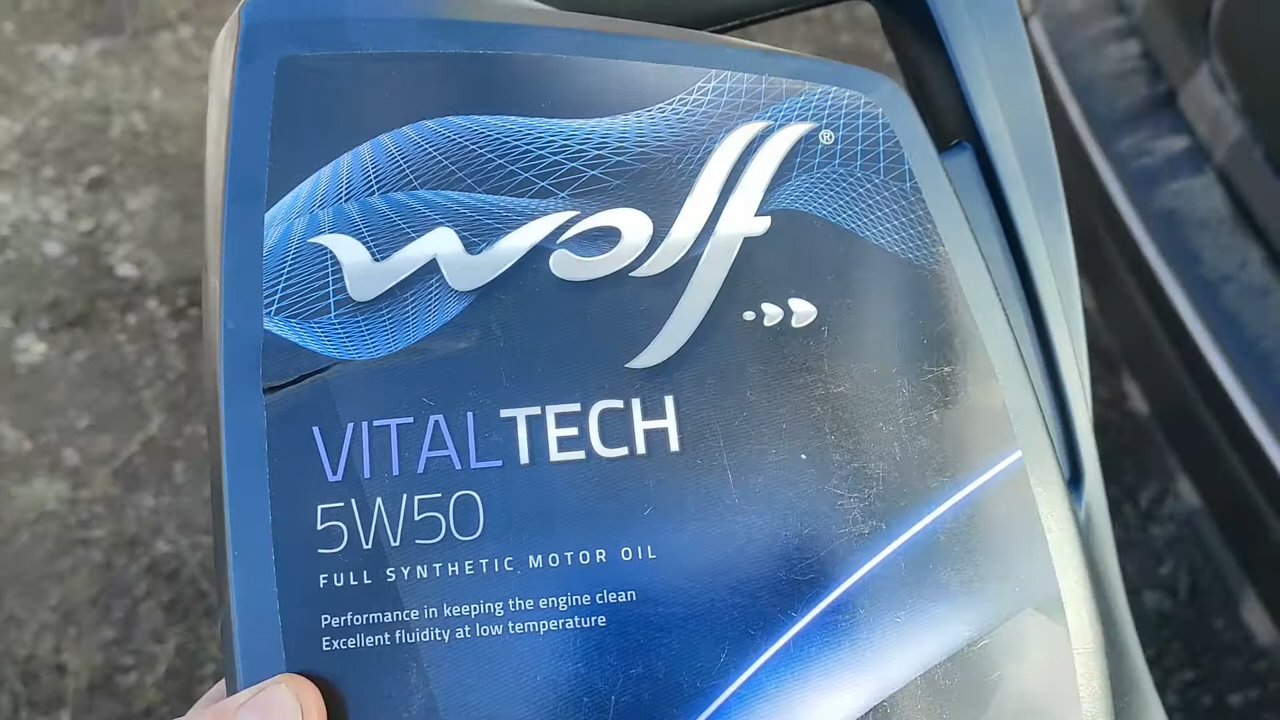 wolf®
VITALTECH
5W50
FULL SYNTHETIC MOTOR OIL
Performance in keeping the engine clean
Excellent fluidity at low temperature